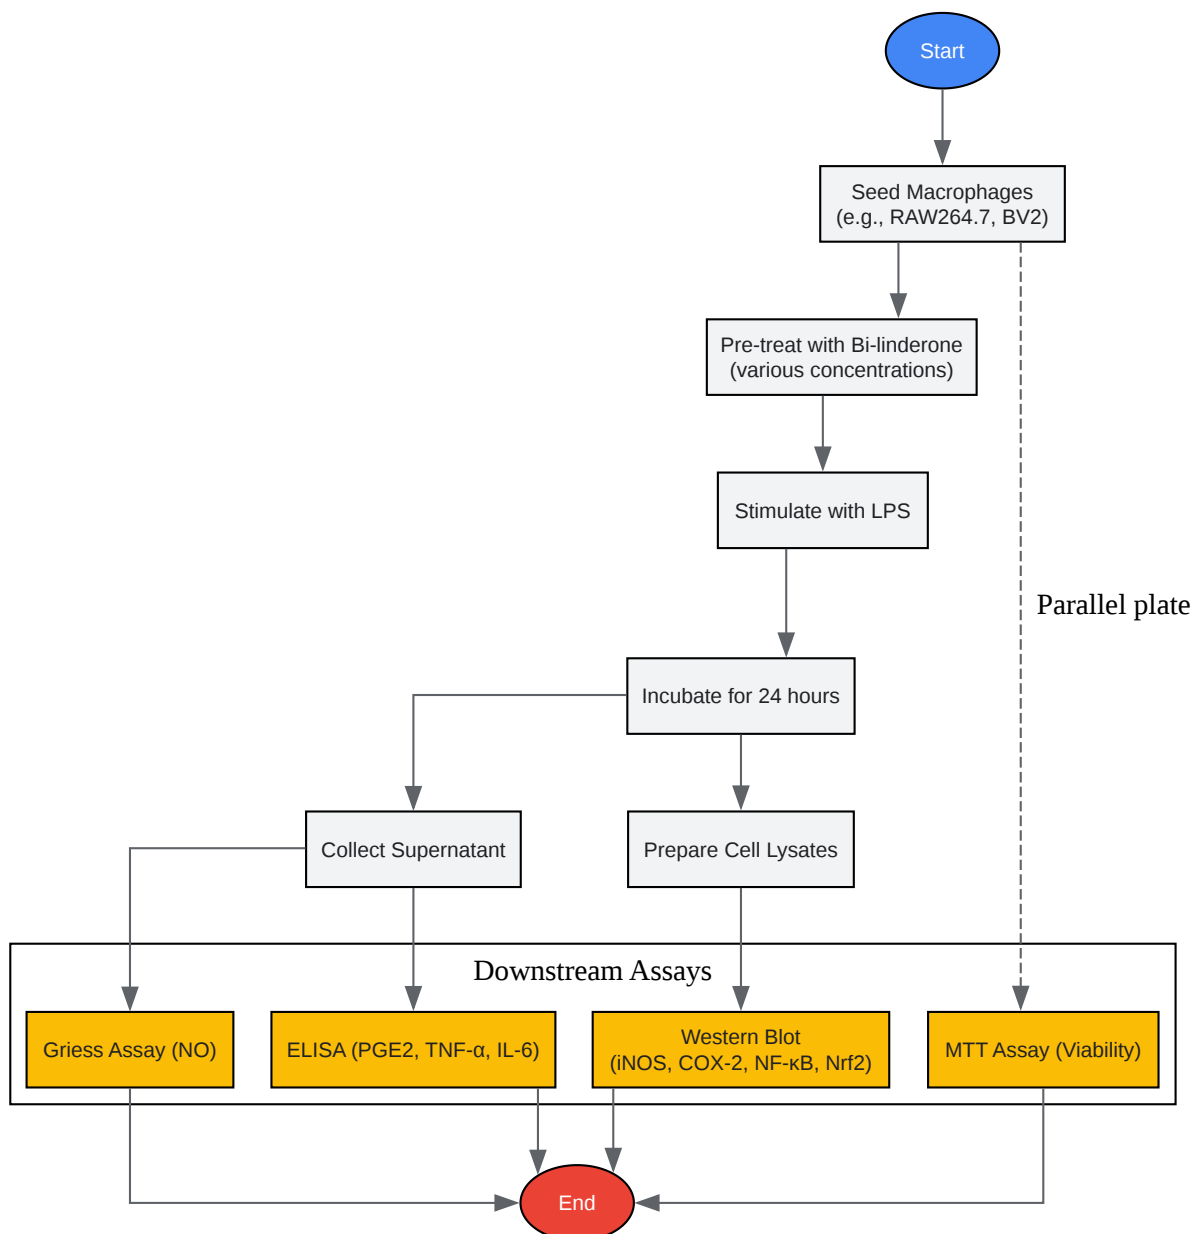 Start
Seed Macrophages
(e.g., RAW264.7, BV2)
Pre-treat with Bi-linderone
(various concentrations)
Stimulate with LPS
Parallel plate
Incubate for 24 hours
Collect Supernatant
Prepare Cell Lysates
Downstream Assays
Griess Assay (NO)
ELISA (PGE2, TNF-α, IL-6)
Western Blot
(iNOS, COX-2, NF-κB, Nrf2)
MTT Assay (Viability)
End